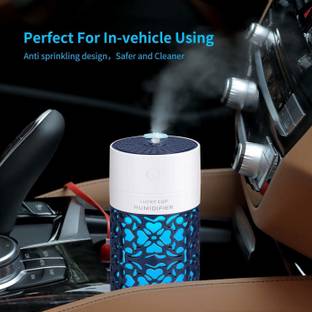 Perfect For In-vehicle Using
Anti sprinkling design，Safer and Cleaner
LUCKY CUP
HUMIDIFIER